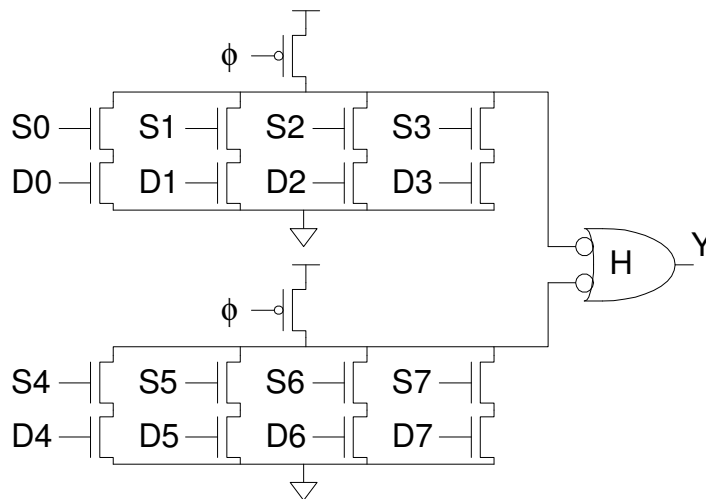 ϕ
S0 S1 S2 S3
D0 D1 D2 D3
H Y
ϕ
S4 S5 S6 S7
D4 D5 D6 D7